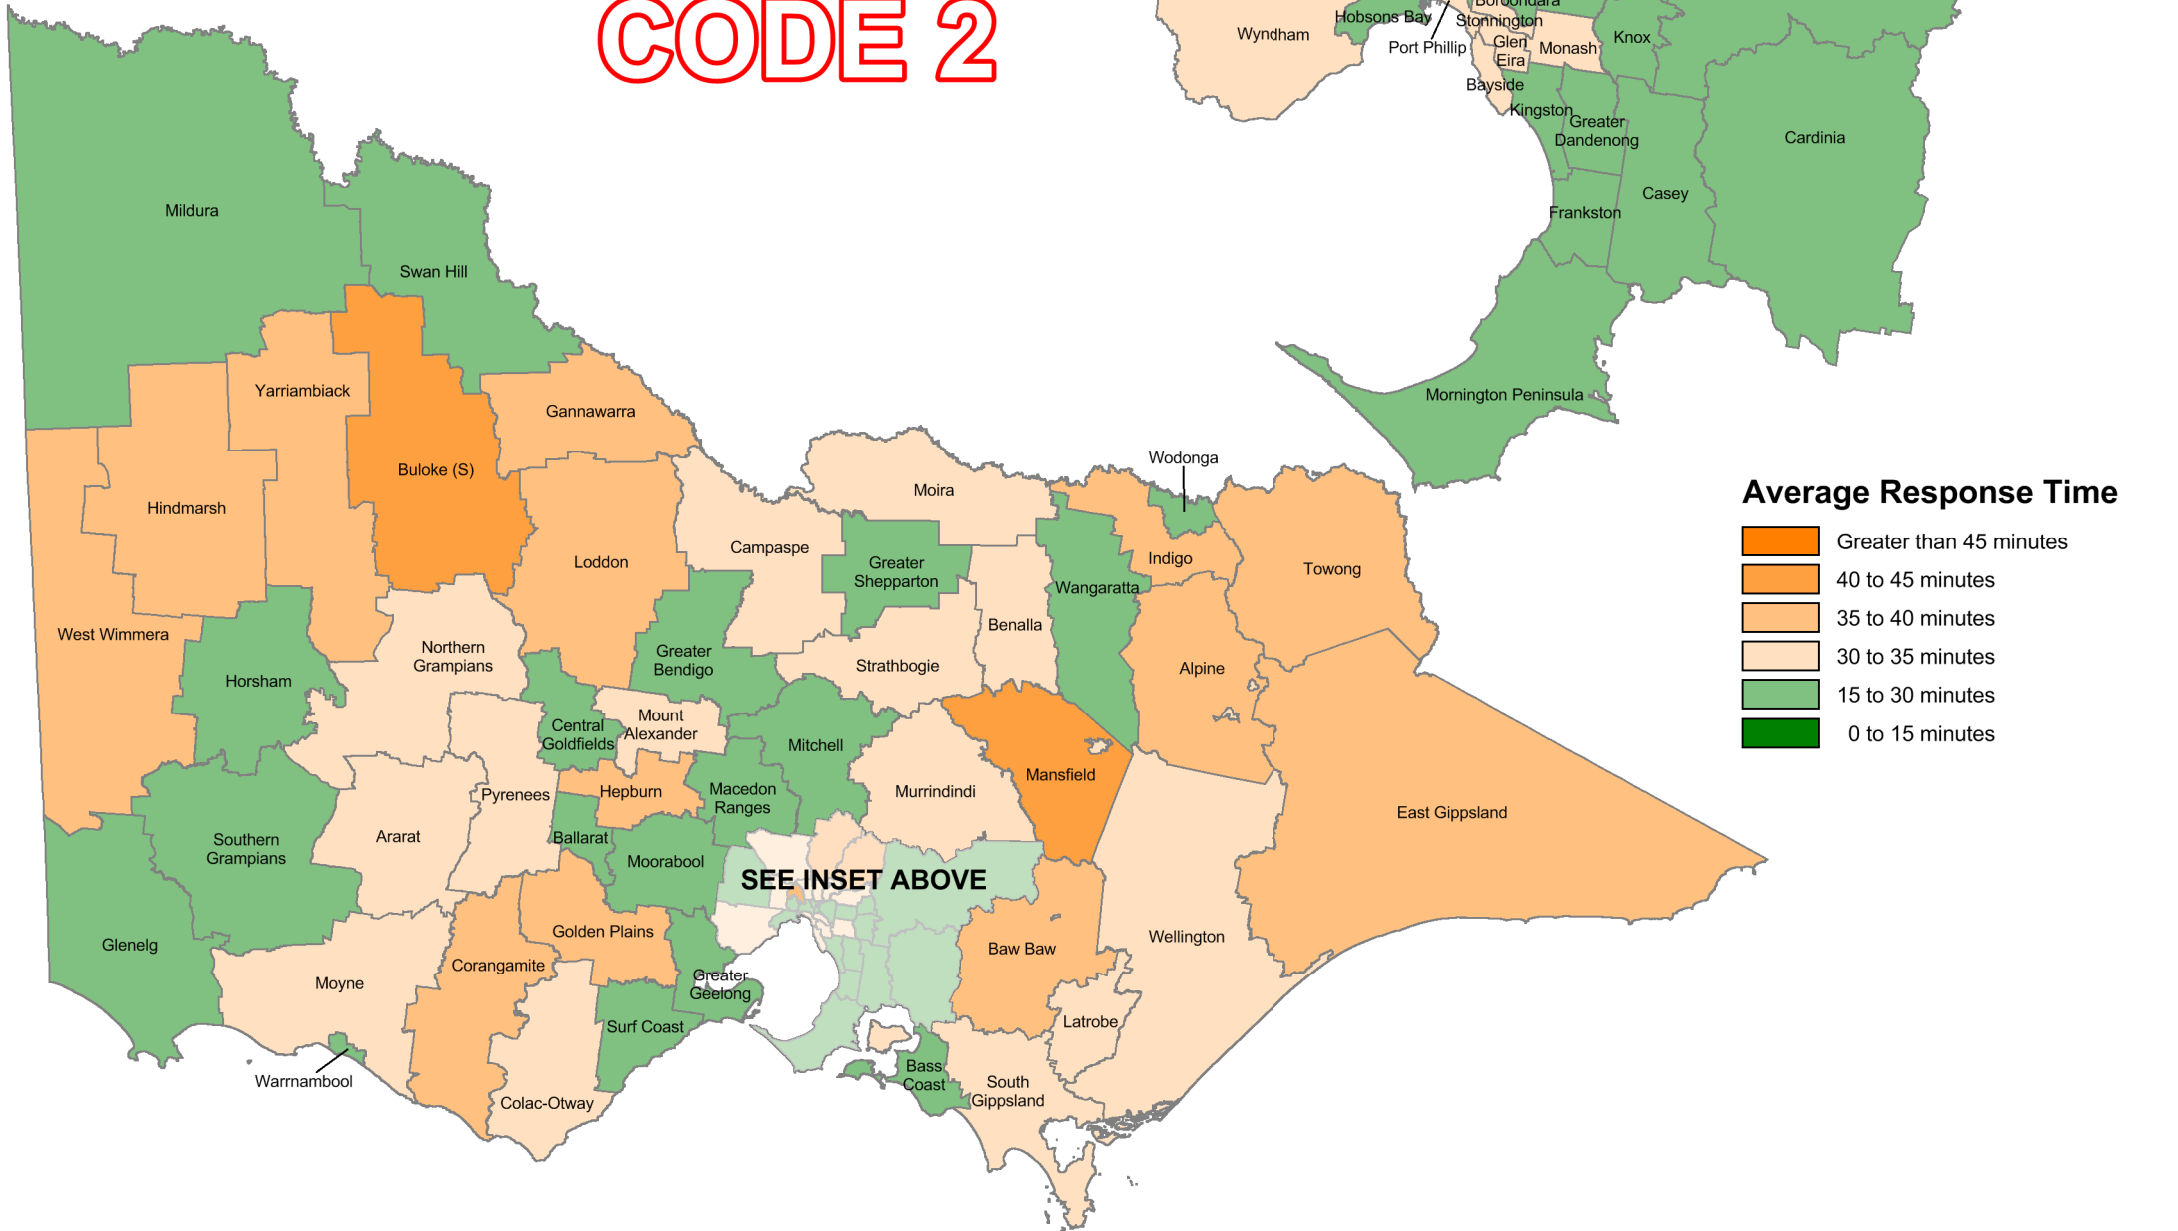 CODE 2
Boroondara
Hobsons Bay
Stonnington
Wyndham
Port Phillip
Glen
Eira
Monash
Knox
Bayside
Kingston
Greater
Dandenong
Cardinia
Casey
Frankston
Mornington Peninsula
Mildura
Swan Hill
Yarriambiack
Gannawarra
Buloke (S)
Hindmarsh
Wodonga
Moira
Campaspe
Loddon
Greater
Shepparton
Indigo
Wangaratta
Towong
West Wimmera
Northern
Grampians
Benalla
Horsham
Greater
Bendigo
Strathbogie
Alpine
Central
Goldfields
Mount
Alexander
Mitchell
Mansfield
Pyrenees
Hepburn
Macedon
Ranges
Murrindindi
East Gippsland
Southern
Grampians
Ararat
Ballarat
Moorabool
SEE INSET ABOVE
Glenelg
Golden Plains
Baw Baw
Wellington
Moyne
Corangamite
Greater
Geelong
Surf Coast
Latrobe
Warrnambool
Bass
Coast
Colac-Otway
South
Gippsland
Average Response Time
Greater than 45 minutes
40 to 45 minutes
35 to 40 minutes
30 to 35 minutes
15 to 30 minutes
0 to 15 minutes